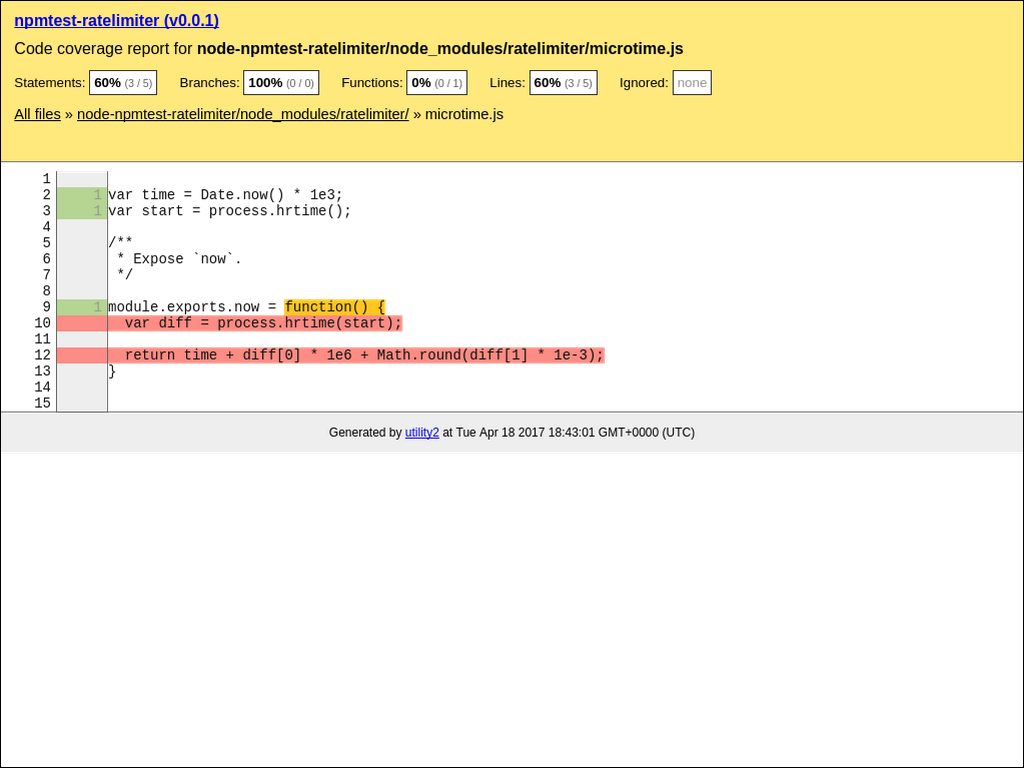 npmtest-ratelimiter (v0.0.1)
Code coverage report for node-npmtest-ratelimiter/node_modules/ratelimiter/microtime.js
Statements: 60% (3 / 5) Branches: 100% (0 / 0) Functions: 0% (0 / 1) Lines: 60% (3 / 5) Ignored: none
All files » node-npmtest-ratelimiter/node_modules/ratelimiter/ » microtime.js
1
2 1 var time = Date.now() * 1e3;
3 1 var start = process.hrtime();
4
5 /**
6  * Expose `now`.
7  */
8
9 1 module.exports.now = function() {
10   var diff = process.hrtime(start);
11
12   return time + diff[0] * 1e6 + Math.round(diff[1] * 1e-3);
13 }
14
15
Generated by utility2 at Tue Apr 18 2017 18:43:01 GMT+0000 (UTC)